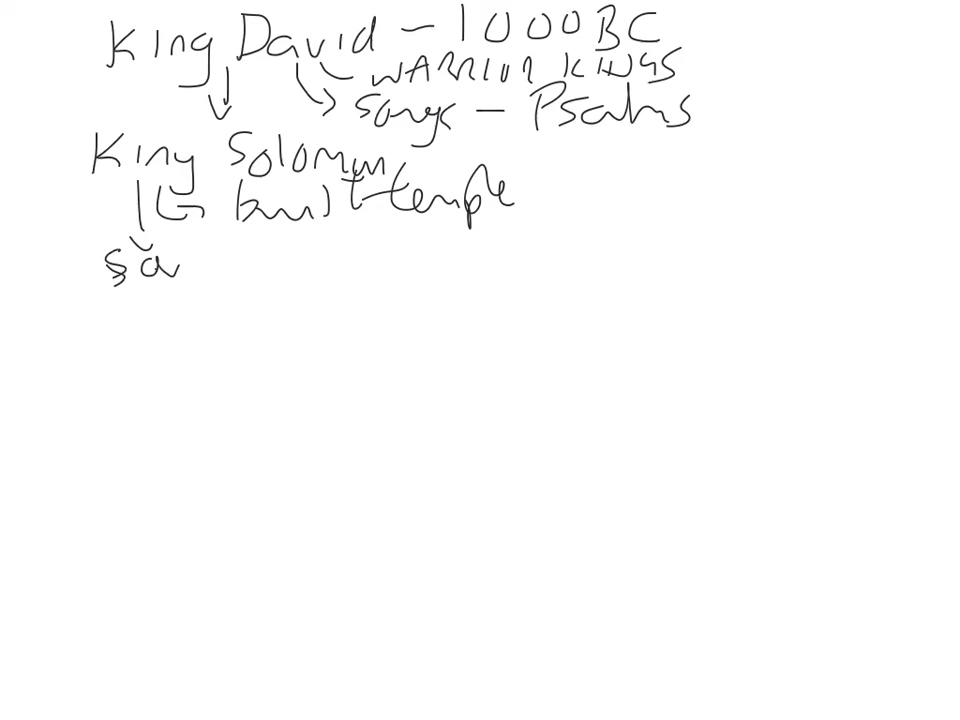 King David - 1000BC
WARRIOR KINGS
Songs - Psalms
King Solomon
built temple